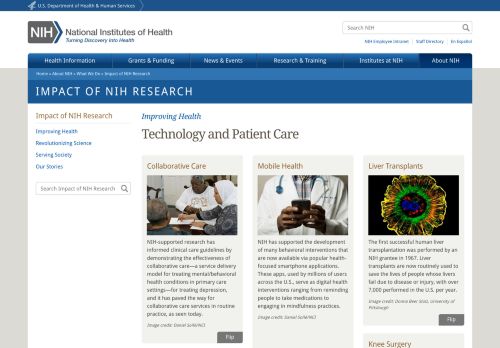 U.S. Department of Health & Human Services
Search NIH
NIH Employee Intranet
Staff Directory
En Español
NIH
National Institutes of Health
Turning Discovery Into Health
Health Information
Grants & Funding
News & Events
Research & Training
Institutes at NIH
About NIH
Home » About NIH » What We Do » Impact of NIH Research
IMPACT OF NIH RESEARCH
Impact of NIH Research
Improving Health
Revolutionizing Science
Serving Society
Our Stories
Search Impact of NIH Research
Improving Health
Technology and Patient Care
Collaborative Care
NIH-supported research has
informed clinical care guidelines by
demonstrating the effectiveness of
collaborative care—a service delivery
model for treating mental/behavioral
health conditions in primary care
settings—for treating depression,
and it has paved the way for
collaborative care services in routine
practice, as seen today.
Image credit: Daniel Sollé/NCI
Flip
Mobile Health
NIH has supported the development
of many behavioral interventions that
are now available via popular health-
focused smartphone applications.
These apps, used by millions of users
across the U.S., serve as digital health
interventions ranging from reminding
people to take medications to
engaging in mindfulness practices.
Image credit: Daniel Sollé/NCI
Flip
Liver Transplants
The first successful human liver
transplantation was performed by an
NIH grantee in 1967. Liver
transplants are now routinely used to
save the lives of people whose livers
fail due to disease or injury, with over
7,000 performed in the U.S. per year.
Image credit: Donna Beer Stolz, University of
Pittsburgh
Flip
Knee Surgery